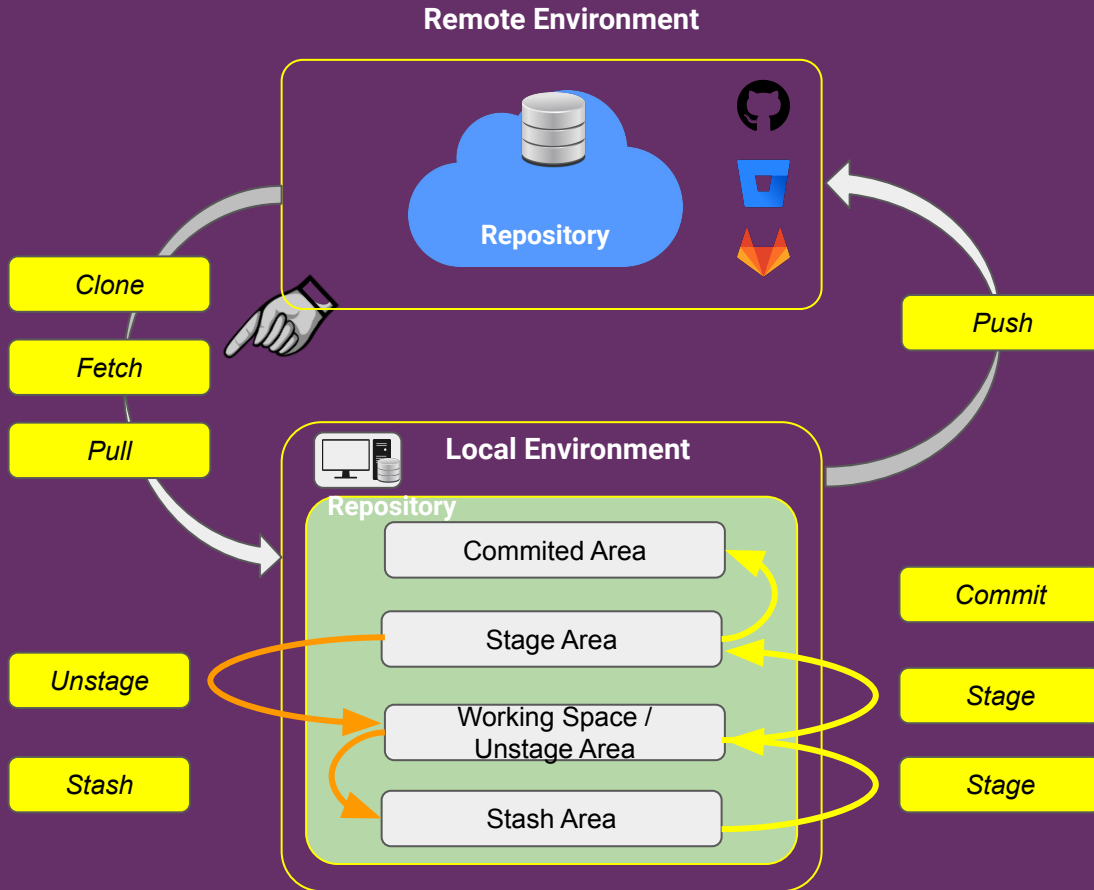 Remote Environment
Repository
Clone
Fetch
Pull
Push
Local Environment
Repository
Commited Area
Stage Area
Working Space /
Unstage Area
Stash Area
Unstage
Stash
Commit
Stage
Stage